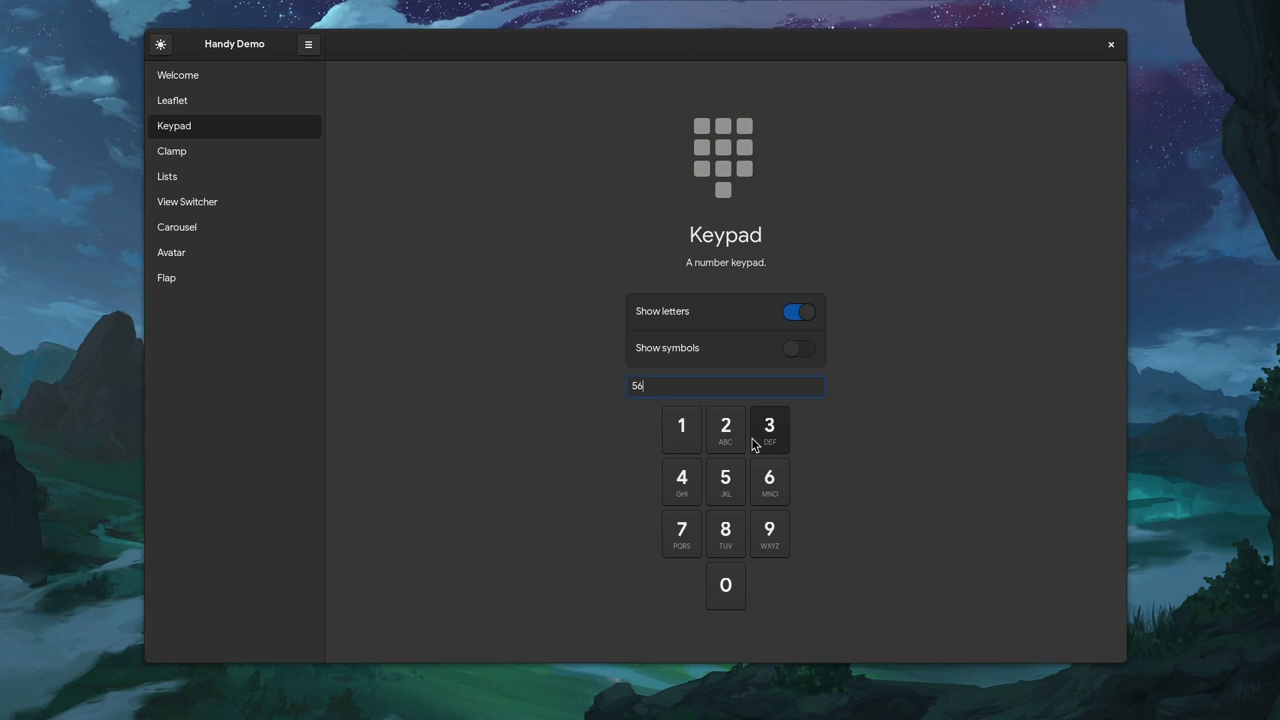 Handy Demo
Welcome
Leaflet
Keypad
Clamp
Lists
View Switcher
Carousel
Avatar
Flap
Keypad
A number keypad.
Show letters
Show symbols
56
1 2 3
ABC DEF
4 5 6
GHI JKL MNO
7 8 9
PQRS TUV WXYZ
0